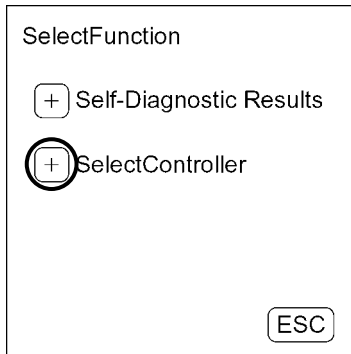 SelectFunction
+ Self-Diagnostic Results
+ SelectController
ESC